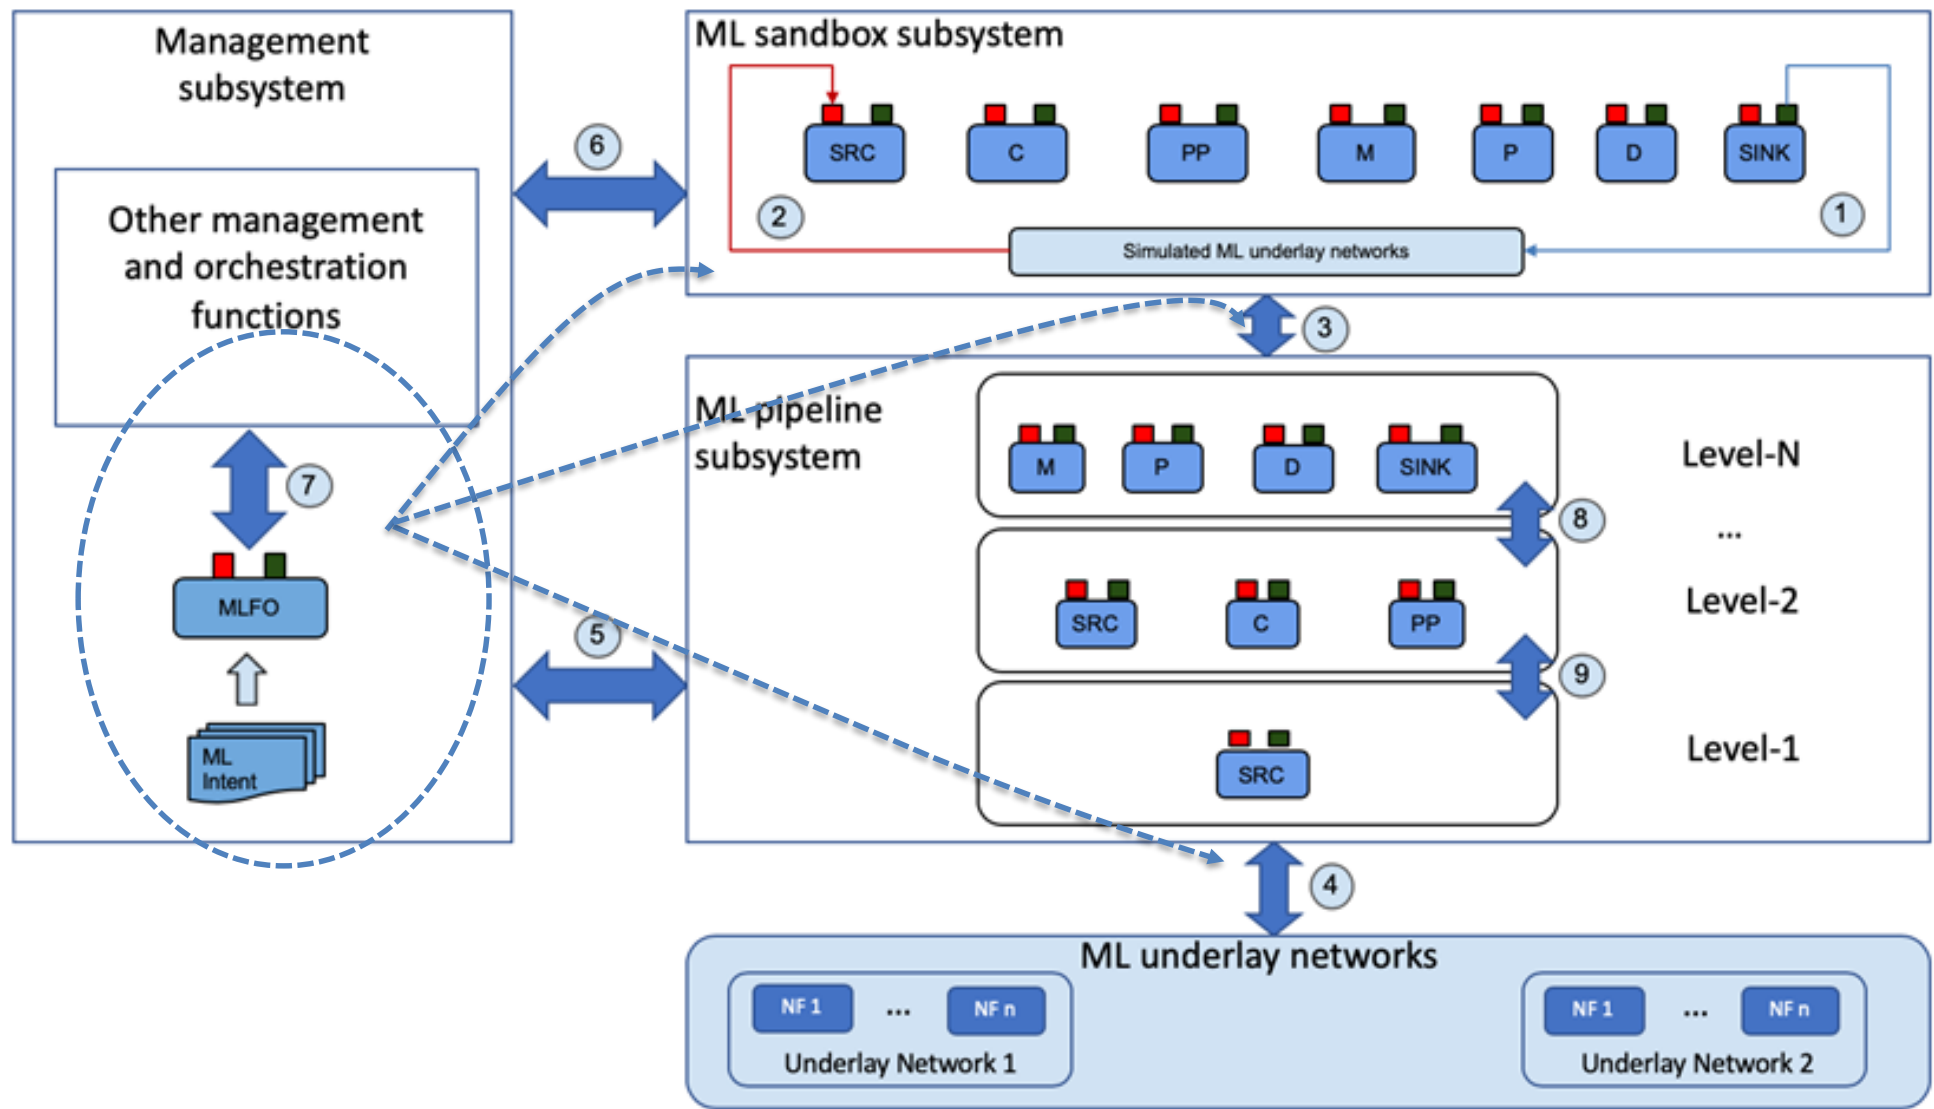 Management
subsystem
Other management
and orchestration
functions
7
MLFO
ML
Intent
6
5
ML sandbox subsystem
SRC
C
PP
M
P
D
SINK
2
1
Simulated ML underlay networks
3
ML pipeline
subsystem
M
P
D
SINK
Level-N
8
...
SRC
C
PP
Level-2
9
SRC
Level-1
4
ML underlay networks
NF 1
...
NF n
Underlay Network 1
NF 1
...
NF n
Underlay Network 2